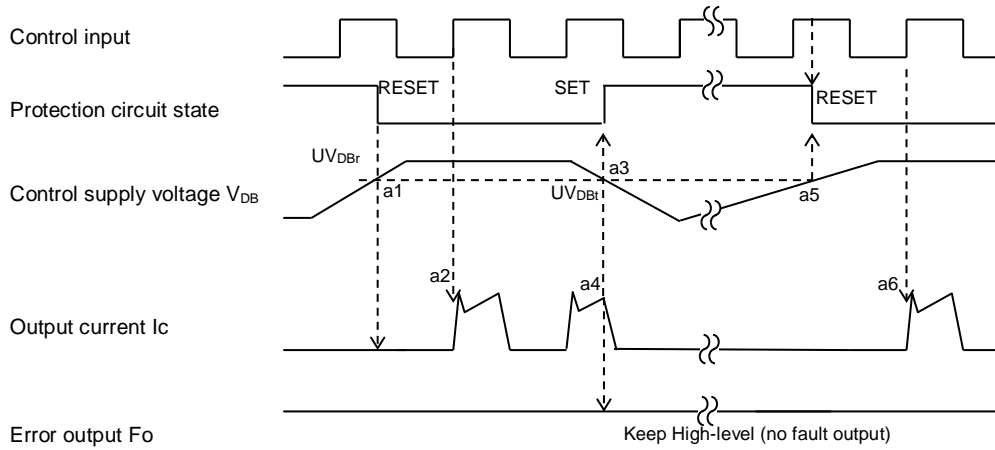 Control input
RESET
SET
Protection circuit state
RESET
UVDBr
a3
Control supply voltage VDB
a1
UVDBt
a5
a2
a4
a6
Output current Ic
Error output Fo
Keep High-level (no fault output)